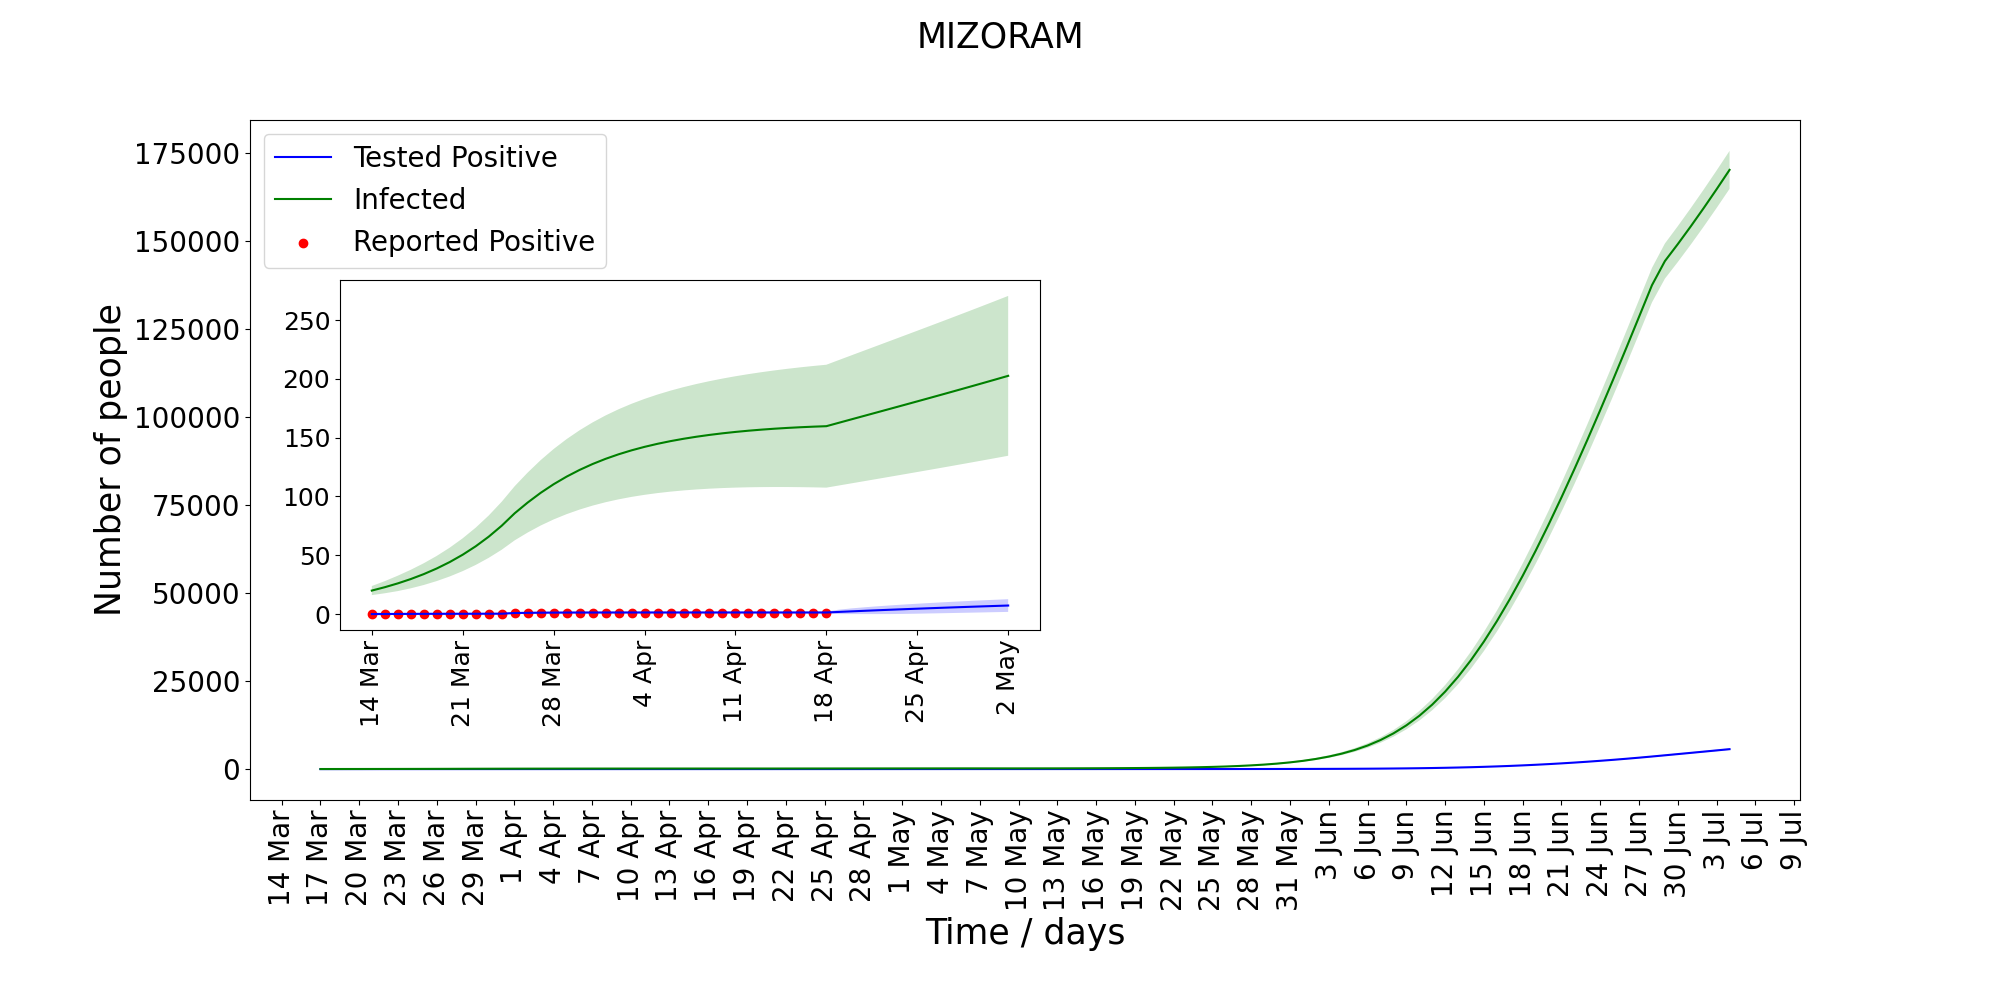 MIZORAM
Tested Positive
Infected
Reported Positive
Number of people
175000
150000
125000
100000
75000
50000
25000
0
250
200
150
100
50
0
14 Mar
21 Mar
28 Mar
4 Apr
11 Apr
18 Apr
25 Apr
2 May
14 Mar
17 Mar
20 Mar
23 Mar
26 Mar
29 Mar
1 Apr
4 Apr
7 Apr
10 Apr
13 Apr
16 Apr
19 Apr
22 Apr
25 Apr
28 Apr
1 May
4 May
7 May
10 May
13 May
16 May
19 May
22 May
25 May
28 May
31 May
3 Jun
6 Jun
9 Jun
12 Jun
15 Jun
18 Jun
21 Jun
24 Jun
27 Jun
30 Jun
3 Jul
6 Jul
9 Jul
Time / days